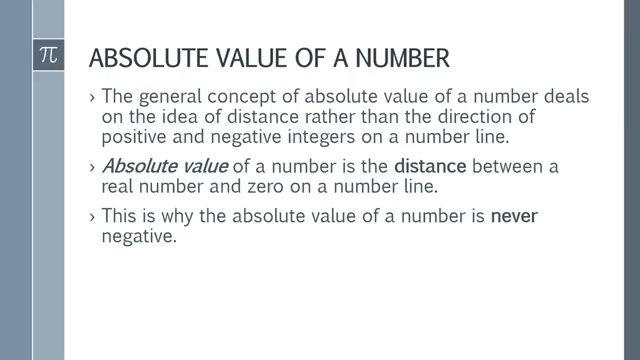 π
ABSOLUTE VALUE OF A NUMBER
› The general concept of absolute value of a number deals
on the idea of distance rather than the direction of
positive and negative integers on a number line.
› Absolute value of a number is the distance between a
real number and zero on a number line.
› This is why the absolute value of a number is never
negative.